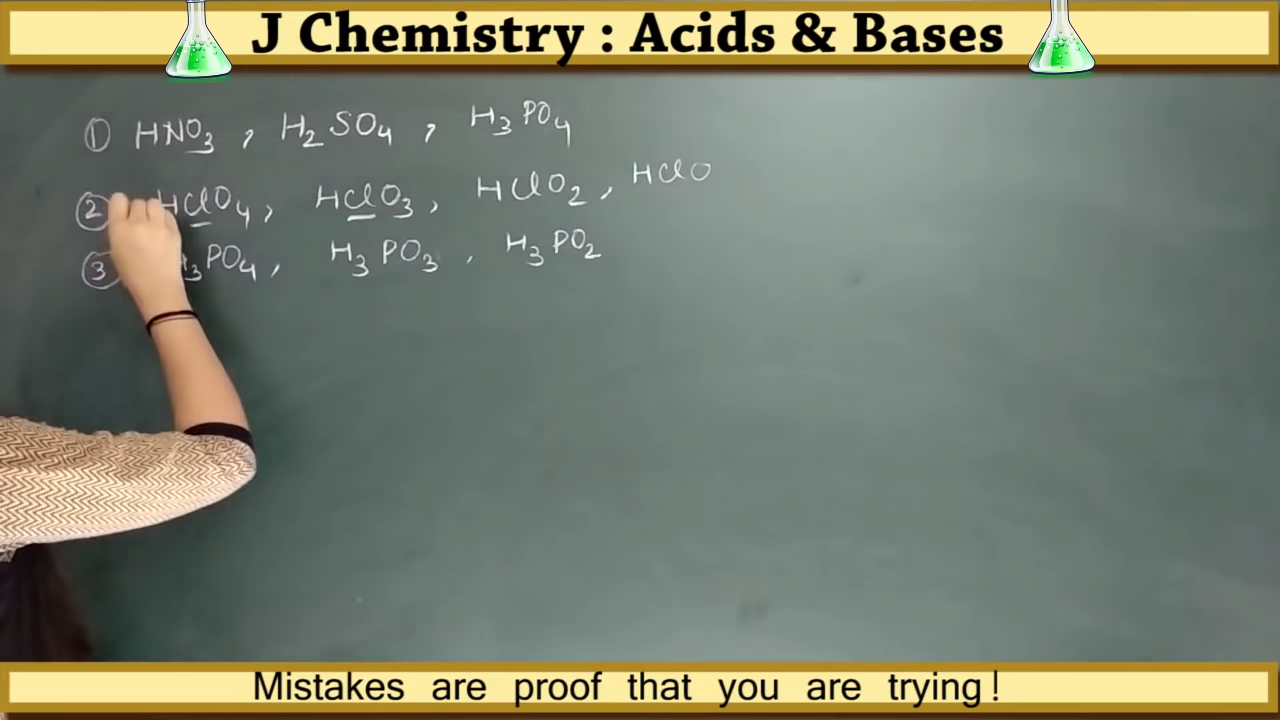 J Chemistry : Acids & Bases
① HNO₃ , H₂SO₄ , H₃PO₄
② HClO₄, HClO₃, HClO₂, HClO
③ H₃PO₄, H₃PO₃, H₃PO₂
Mistakes are proof that you are trying !